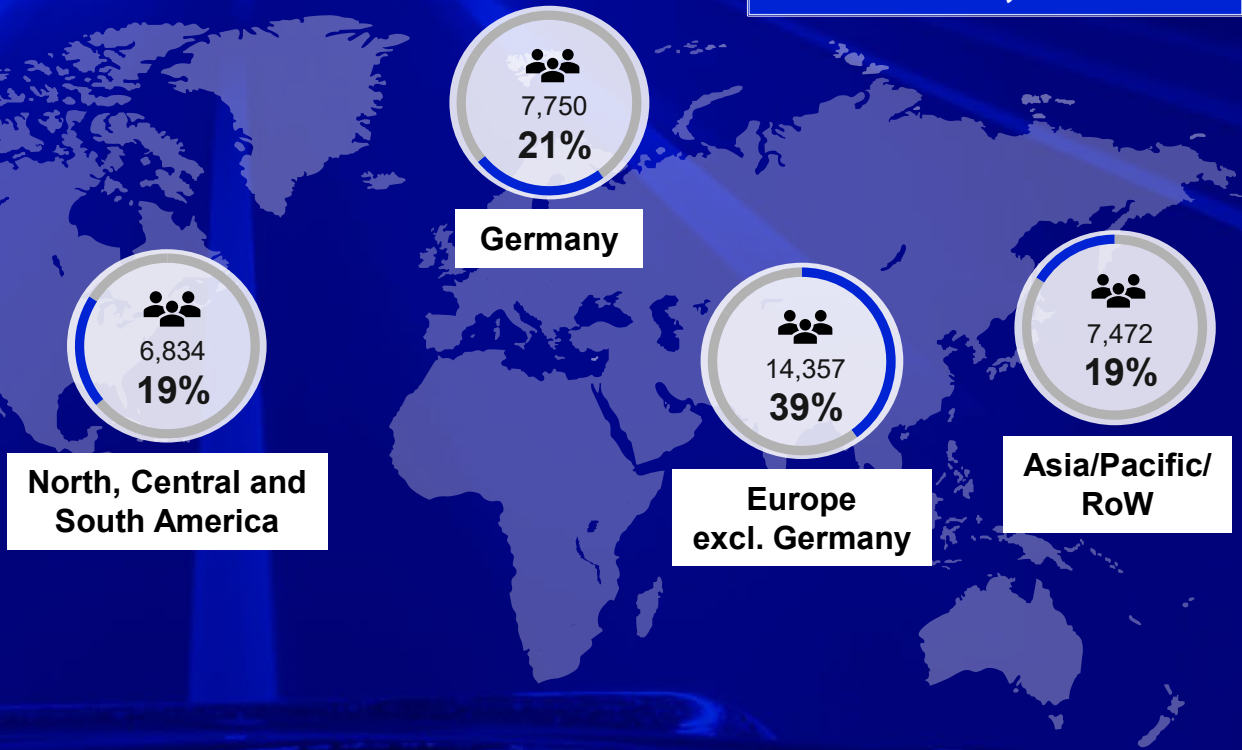 7,750
21%
Germany
6,834
19%
North, Central and
South America
14,357
39%
Europe
excl. Germany
7,472
19%
Asia/Pacific/
RoW